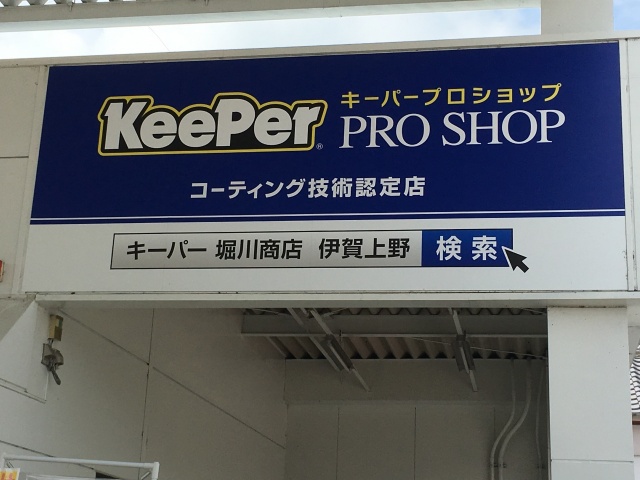 KeePer®
キーパープロショップ
PRO SHOP
コーティング技術認定店
キーパー 堀川商店 伊賀上野 検索